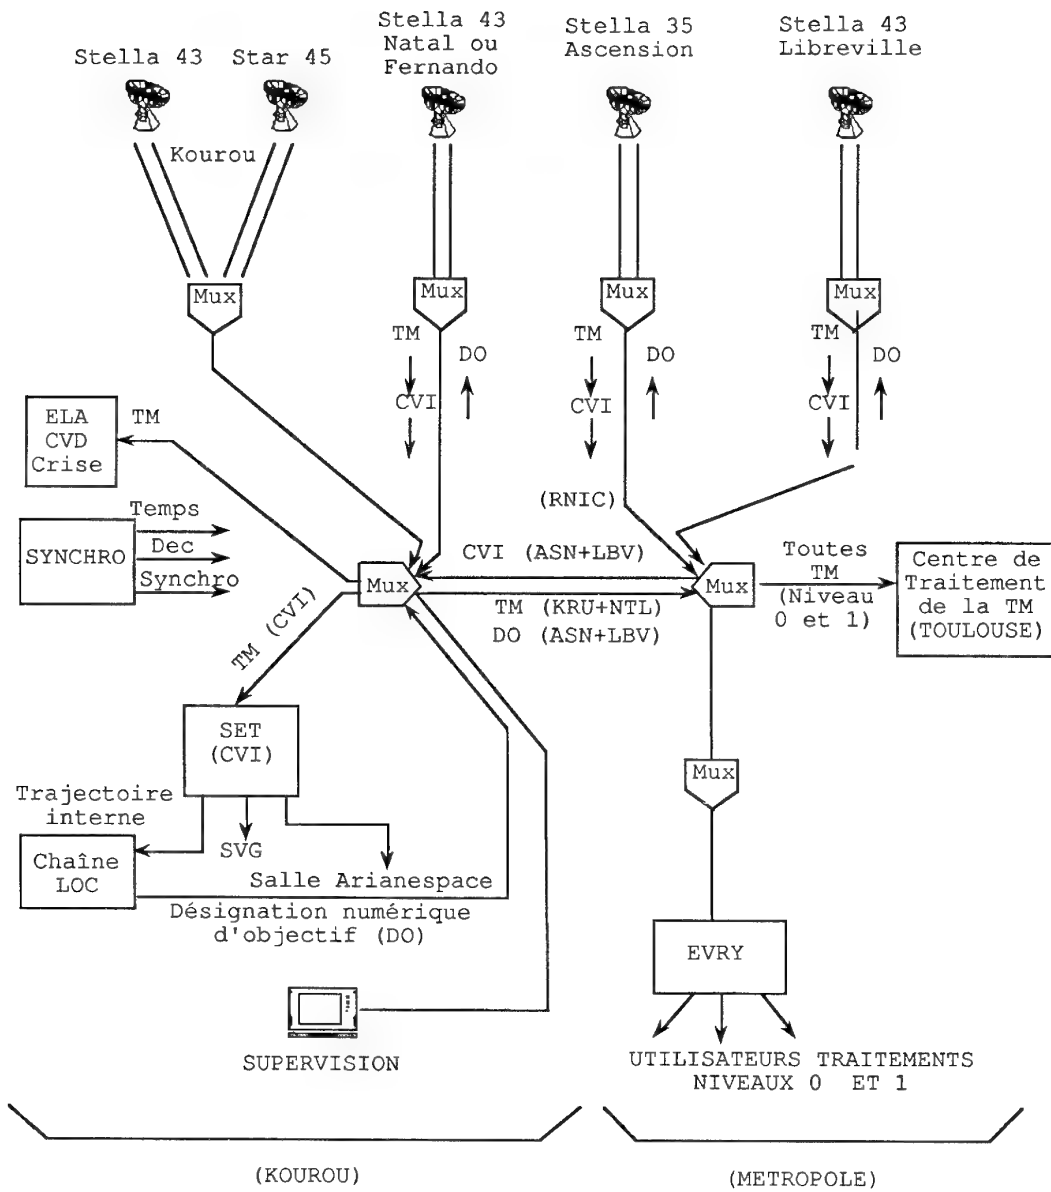 Stella 43
Star 45
Stella 43
Natal ou
Fernando
Stella 35
Ascension
Stella 43
Libreville
Kourou
Mux
Mux
Mux
Mux
TM
DO
CVI
TM
DO
CVI
TM
DO
CVI
ELA
CVD
Crise
TM
(RNIC)
SYNCHRO
Temps
Dec
Synchro
Mux
CVI (ASN+LBV)
TM (KRU+NTL)
DO (ASN+LBV)
Mux
Toutes
TM
(Niveau
0 et 1)
Centre de
Traitement
de la TM
(TOULOUSE)
TM (CVI)
SET
(CVI)
Mux
Trajectoire
interne
SVG
Chaîne
LOC
Salle Arianespace
Désignation numérique
d'objectif (DO)
EVRY
SUPERVISION
UTILISATEURS TRAITEMENTS
NIVEAUX 0 ET 1
(KOUROU)
(METROPOLE)